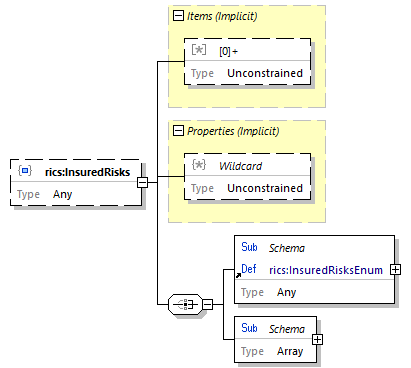 Items (Implicit)
[*] [0]+
Type Unconstrained
Properties (Implicit)
{*} Wildcard
Type Unconstrained
rics:InsuredRisks
Type Any
Sub Schema
Def rics:InsuredRisksEnum
Type Any
Sub Schema
Type Array